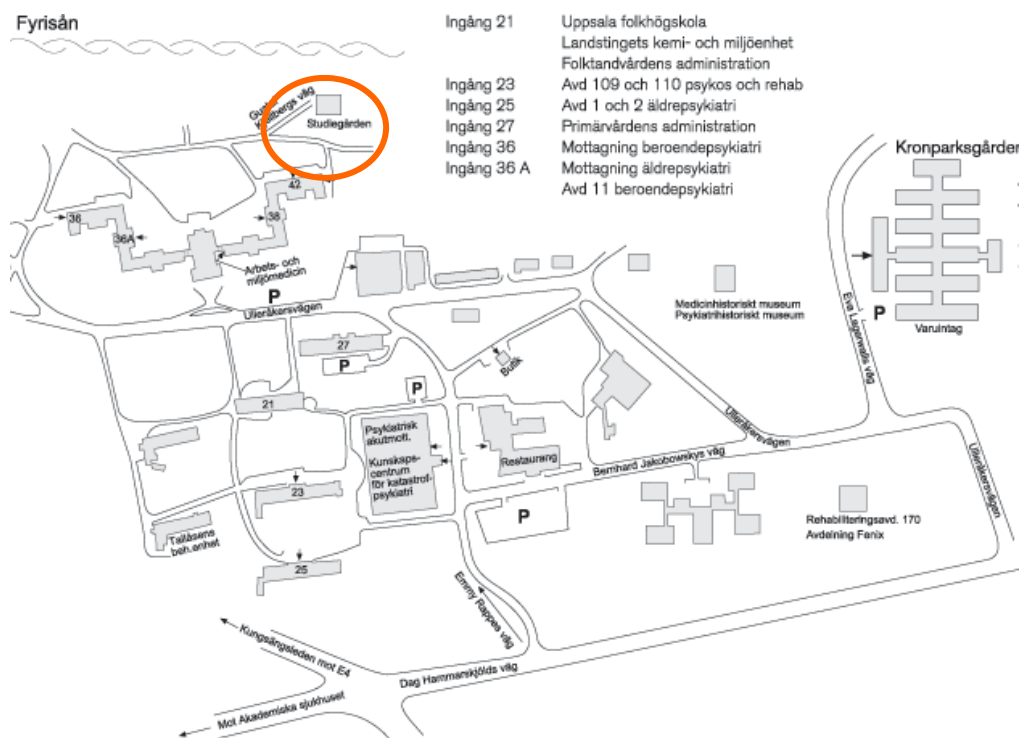 Fyrisån
Ingång 21 Uppsala folkhögskola
Landstingets kemi- och miljöenhet
Folktandvårdens administration
Ingång 23 Avd 109 och 110 psykos och rehab
Ingång 25 Avd 1 och 2 äldrepsykiatri
Ingång 27 Primärvårdens administration
Ingång 36 Mottagning beroendepsykiatri
Ingång 36 A Mottagning äldrepsykiatri
Avd 11 beroendepsykiatri
Studiegården
Kronparksgården
42
38
36
36A
Arbets- och
miljömedicin
P
Ulleråkersvägen
Medicinhistoriskt museum
Psykiatrihistoriskt museum
Eva Lagerwalls väg
P
Varuintag
27
P
Butik
P
21
Psykiatrisk
akutmott.
Kunskaps-
centrum
för katastrof-
psykiatri
Restaurang
Ulleråkersvägen
Bernhard Jakobowskys väg
Ulleråkersvägen
23
P
Rehabiliteringsavd. 170
Avdelning Fenix
Tallåsens
beh.enhet
25
Emmy Rappes väg
Kungsängsleden mot E4
Dag Hammarskjölds väg
Mot Akademiska sjukhuset